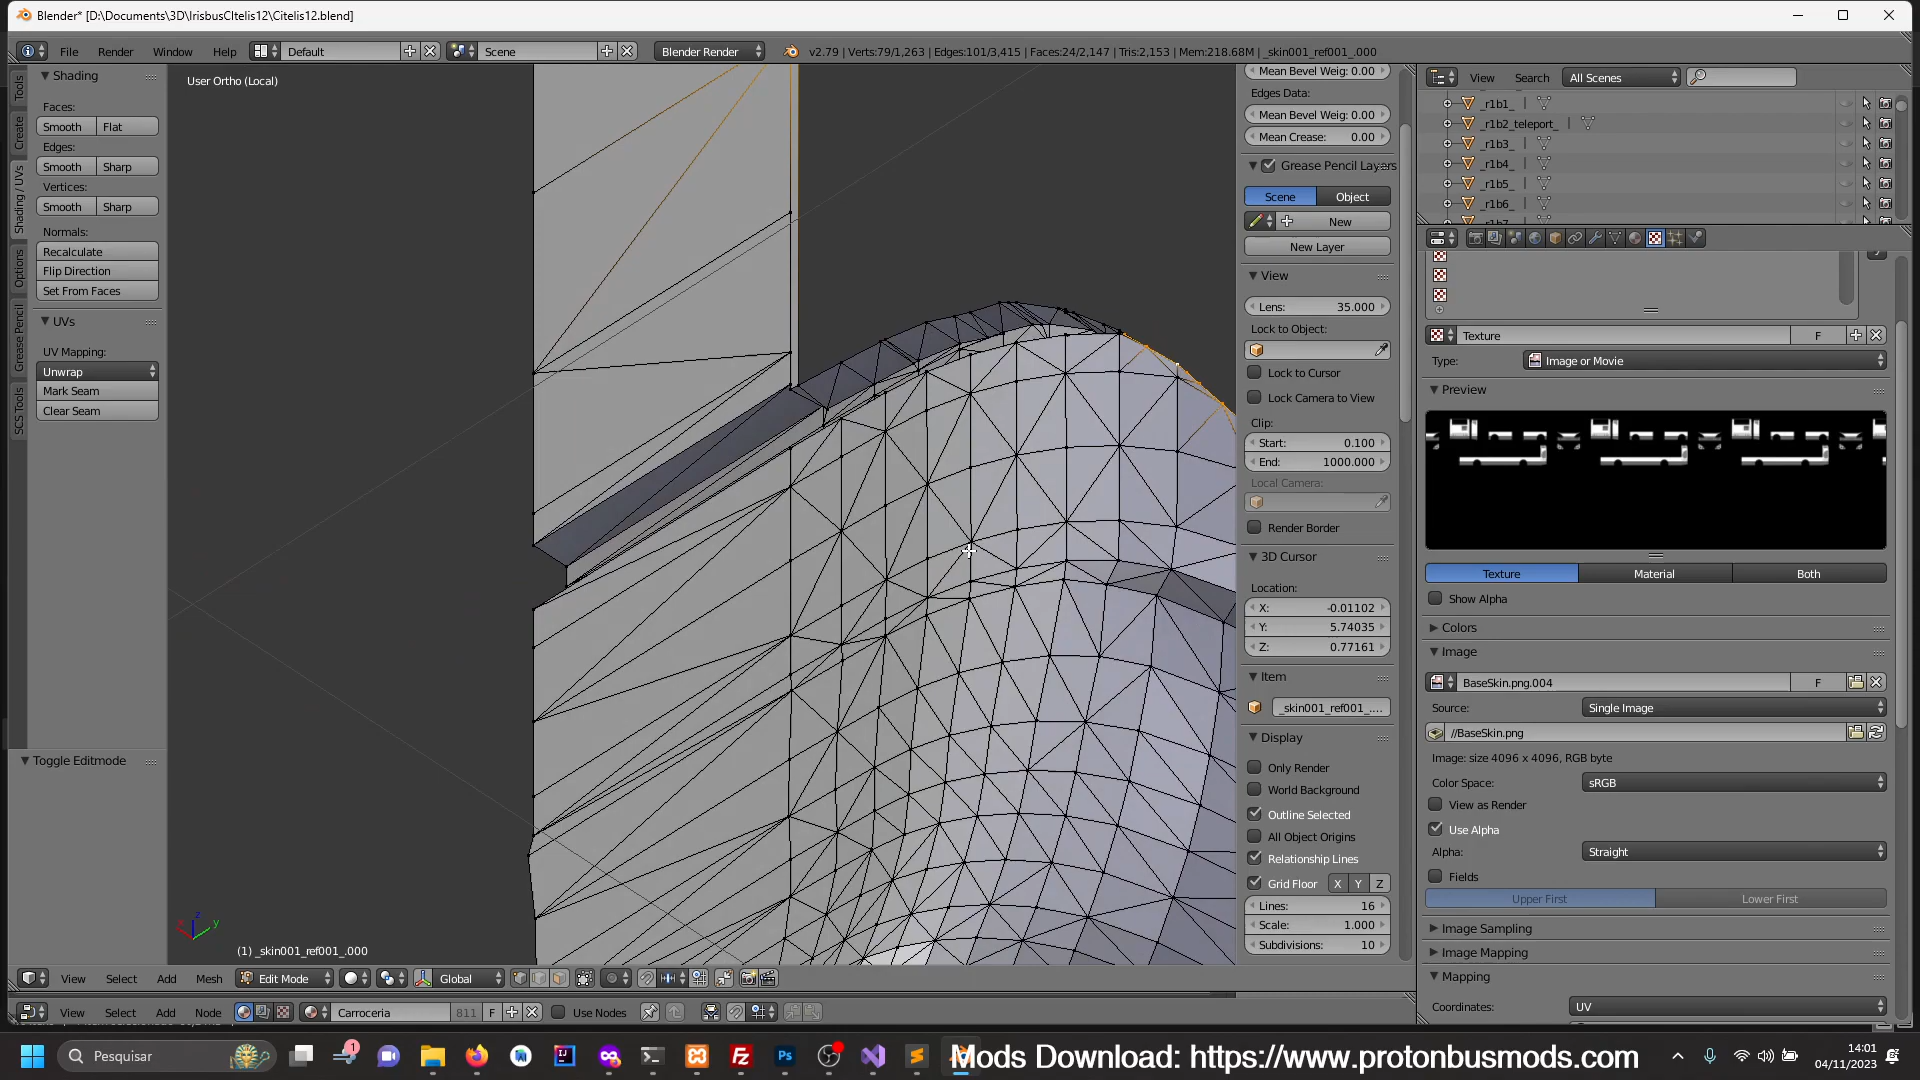 Blender* [D:\Documents\3D\IrisbusCItelis12\Citelis12.blend]
File Render Window Help Default Scene Blender Render v2.79 | Verts:79/1,263 | Edges:101/3,415 | Faces:24/2,147 | Tris:2,153 | Mem:218.68M | _skin001_ref001_.000
Tools
Create
Shading / UVs
Options
Grease Pencil
SCS Tools
Shading
Faces:
Smooth Flat
Edges:
Smooth Sharp
Vertices:
Smooth Sharp
Normals:
Recalculate
Flip Direction
Set From Faces
UVs
UV Mapping:
Unwrap
Mark Seam
Clear Seam
Toggle Editmode
User Ortho (Local)
(1) _skin001_ref001_.000
Mean Bevel Weig: 0.00
Edges Data:
Mean Bevel Weig: 0.00
Mean Crease: 0.00
Grease Pencil Layers
Scene Object
New
New Layer
View
Lens: 35.000
Lock to Object:
Lock to Cursor
Lock Camera to View
Clip:
Start: 0.100
End: 1000.000
Local Camera:
Render Border
3D Cursor
Location:
X: -0.01102
Y: 5.74035
Z: 0.77161
Item
_skin001_ref001_....
Display
Only Render
World Background
Outline Selected
All Object Origins
Relationship Lines
Grid Floor X Y Z
Lines: 16
Scale: 1.000
Subdivisions: 10
View Search All Scenes
_r1b1_
_r1b2_teleport_
_r1b3_
_r1b4_
_r1b5_
_r1b6_
_r1b7_
Texture F
Type: Image or Movie
Preview
Texture Material Both
Show Alpha
Colors
Image
BaseSkin.png.004 F
Source: Single Image
//BaseSkin.png
Image: size 4096 x 4096, RGB byte
Color Space: sRGB
View as Render
Use Alpha
Alpha: Straight
Fields
Upper First Lower First
Image Sampling
Image Mapping
Mapping
Coordinates: UV
View Select Add Mesh Edit Mode Global
View Select Add Node Carroceria 811 F Use Nodes
Pesquisar
1
Mods Download: https://www.protonbusmods.com
14:01
04/11/2023